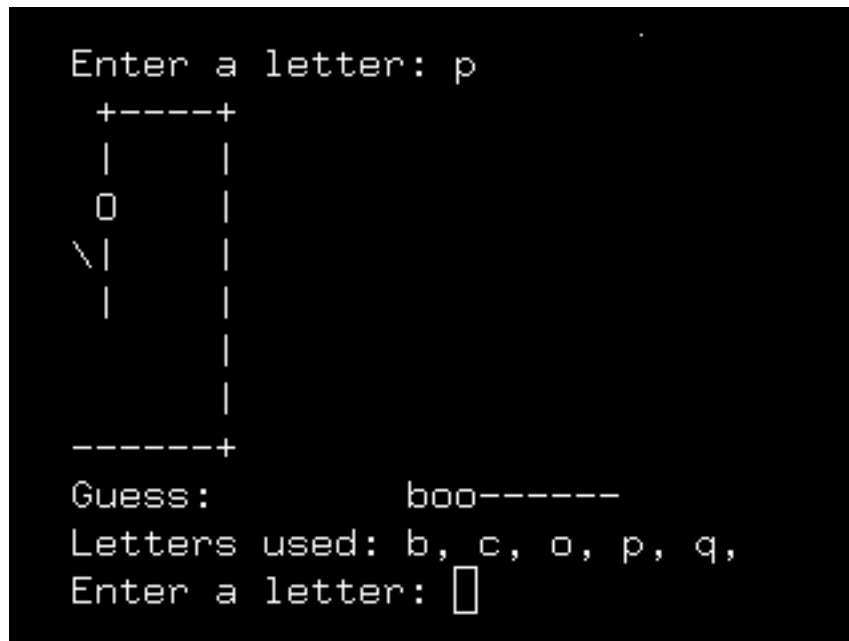 Enter a letter: p
+----+
|    |
O    |
\|    |
|    |
|
|
------+
Guess: boo------
Letters used: b, c, o, p, q,
Enter a letter: